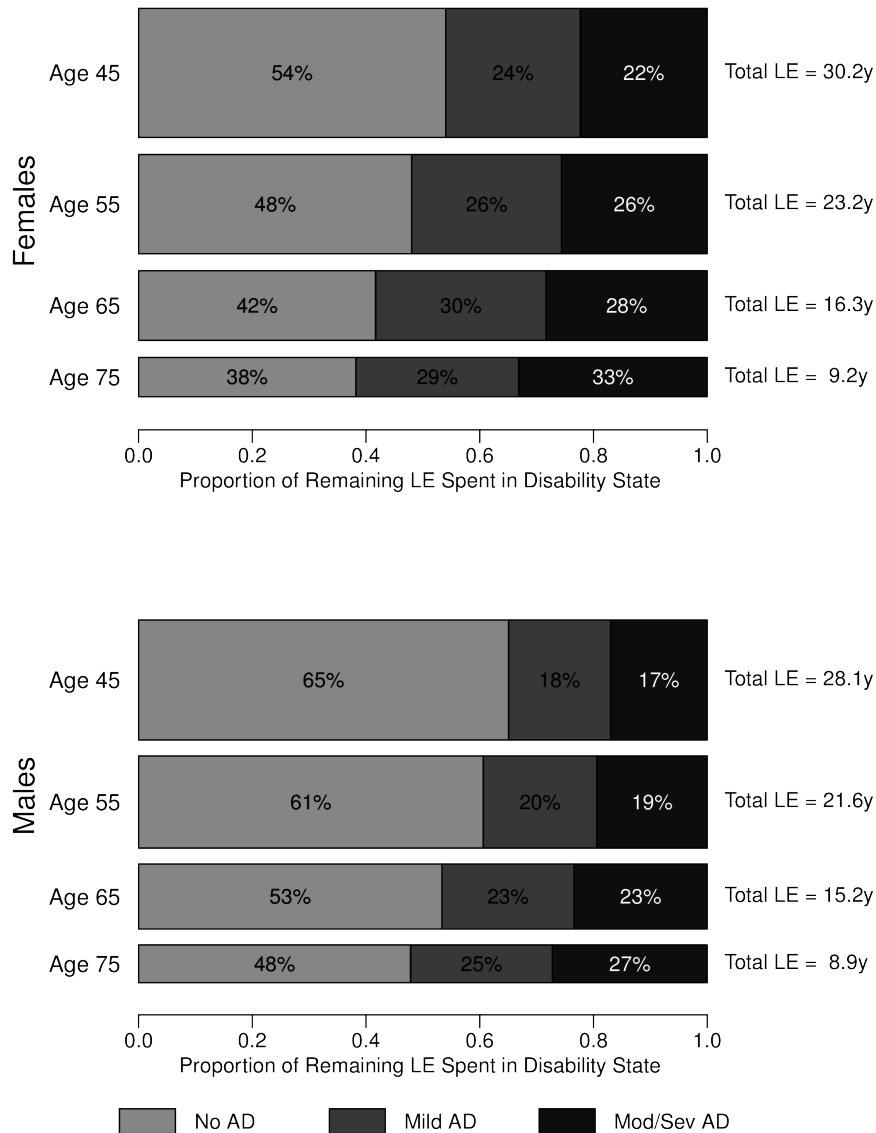 Females
Age 45 54% 24% 22% Total LE = 30.2y
Age 55 48% 26% 26% Total LE = 23.2y
Age 65 42% 30% 28% Total LE = 16.3y
Age 75 38% 29% 33% Total LE = 9.2y
0.0 0.2 0.4 0.6 0.8 1.0
Proportion of Remaining LE Spent in Disability State
Males
Age 45 65% 18% 17% Total LE = 28.1y
Age 55 61% 20% 19% Total LE = 21.6y
Age 65 53% 23% 23% Total LE = 15.2y
Age 75 48% 25% 27% Total LE = 8.9y
0.0 0.2 0.4 0.6 0.8 1.0
Proportion of Remaining LE Spent in Disability State
No AD Mild AD Mod/Sev AD